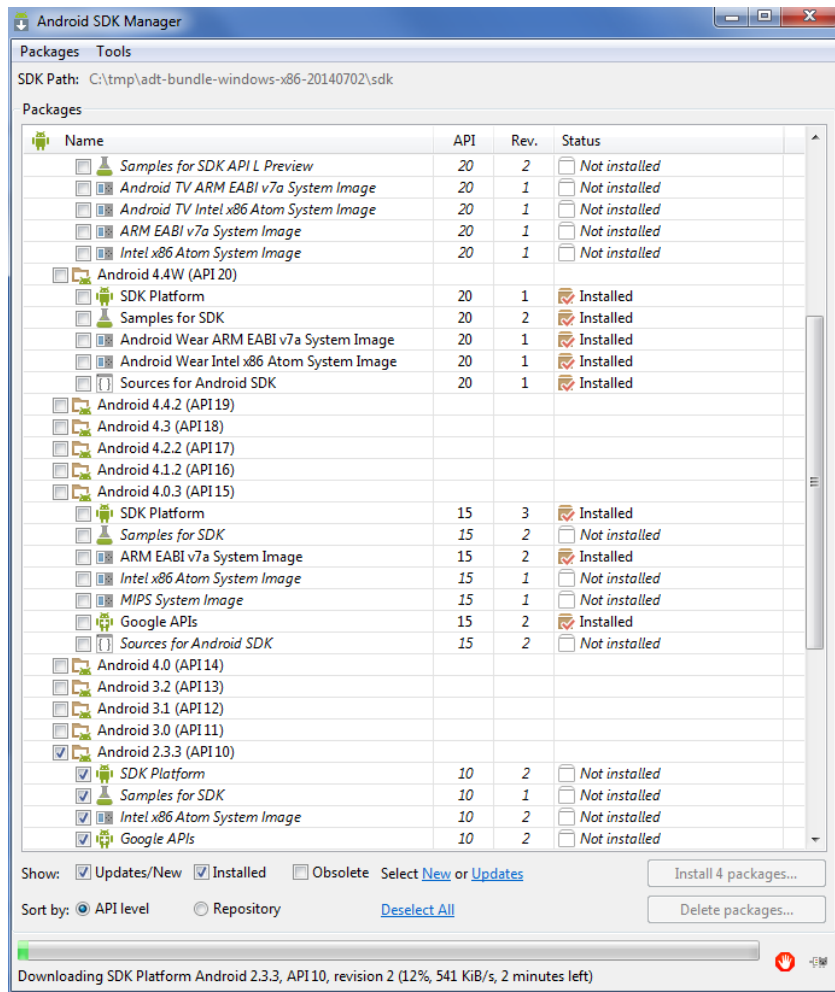 Android SDK Manager
Packages Tools
SDK Path: C:\tmp\adt-bundle-windows-x86-20140702\sdk
Packages
Name API Rev. Status
Samples for SDK API L Preview 20 2 Not installed
Android TV ARM EABI v7a System Image 20 1 Not installed
Android TV Intel x86 Atom System Image 20 1 Not installed
ARM EABI v7a System Image 20 1 Not installed
Intel x86 Atom System Image 20 1 Not installed
Android 4.4W (API 20)
SDK Platform 20 1 Installed
Samples for SDK 20 2 Installed
Android Wear ARM EABI v7a System Image 20 1 Installed
Android Wear Intel x86 Atom System Image 20 1 Installed
Sources for Android SDK 20 1 Installed
Android 4.4.2 (API 19)
Android 4.3 (API 18)
Android 4.2.2 (API 17)
Android 4.1.2 (API 16)
Android 4.0.3 (API 15)
SDK Platform 15 3 Installed
Samples for SDK 15 2 Not installed
ARM EABI v7a System Image 15 2 Installed
Intel x86 Atom System Image 15 1 Not installed
MIPS System Image 15 1 Not installed
Google APIs 15 2 Installed
Sources for Android SDK 15 2 Not installed
Android 4.0 (API 14)
Android 3.2 (API 13)
Android 3.1 (API 12)
Android 3.0 (API 11)
Android 2.3.3 (API 10)
SDK Platform 10 2 Not installed
Samples for SDK 10 1 Not installed
Intel x86 Atom System Image 10 2 Not installed
Google APIs 10 2 Not installed
Show: Updates/New Installed Obsolete Select New or Updates Install 4 packages...
Sort by: API level Repository Deselect All Delete packages...
Downloading SDK Platform Android 2.3.3, API 10, revision 2 (12%, 541 KiB/s, 2 minutes left)